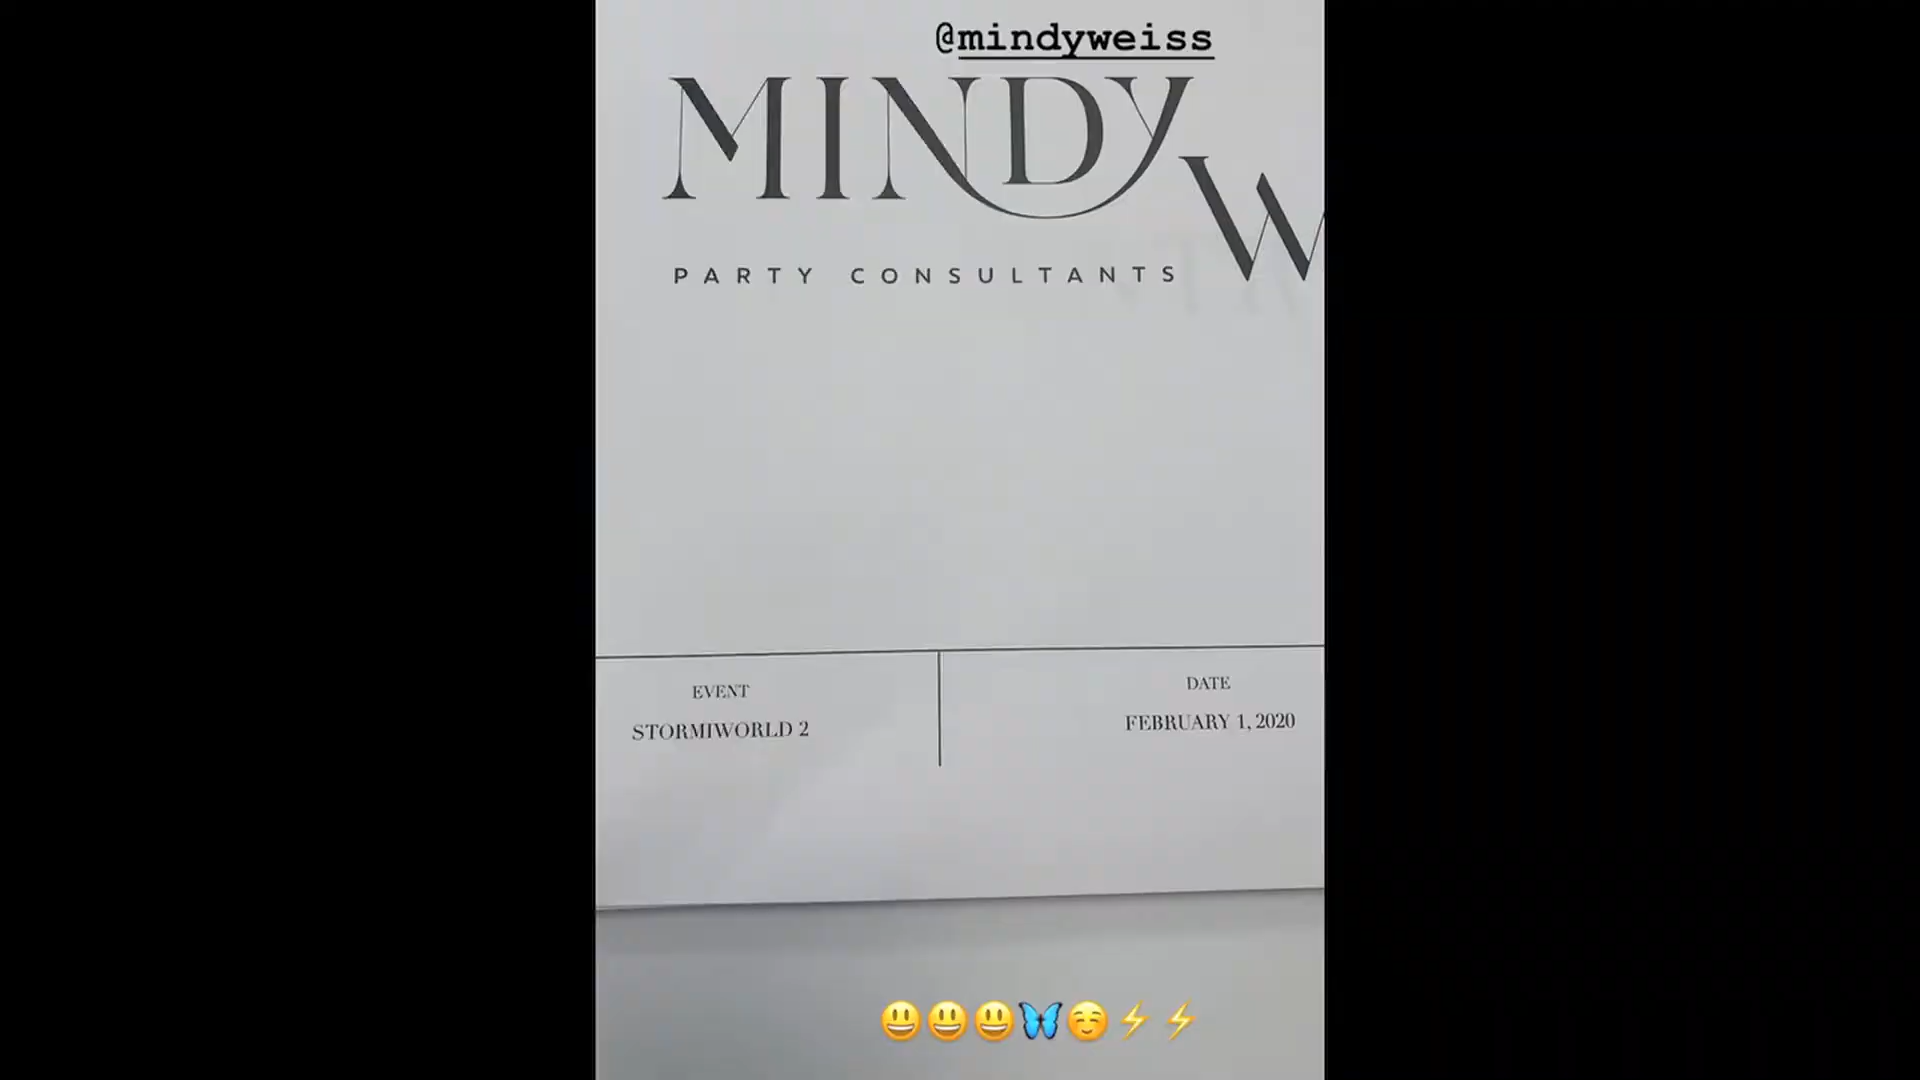 @mindyweiss
MINDY
W
PARTY CONSULTANTS
EVENT
DATE
STORMIWORLD 2
FEBRUARY 1, 2020